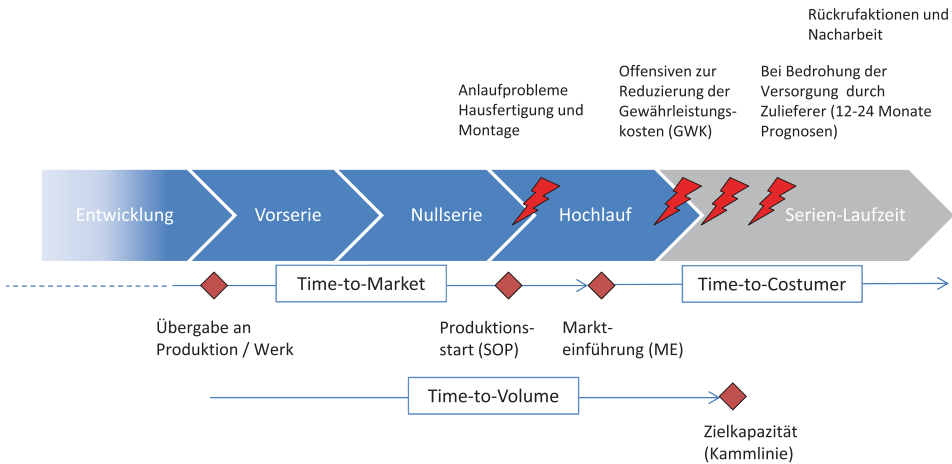 Rückrufaktionen und
Nacharbeit
Anlaufprobleme
Hausfertigung und
Montage
Offensiven zur
Reduzierung der
Gewährleistungs-
kosten (GWK)
Bei Bedrohung der
Versorgung durch
Zulieferer (12-24 Monate
Prognosen)
Entwicklung
Vorserie
Nullserie
Hochlauf
Serien-Laufzeit
Time-to-Market
Time-to-Costumer
Übergabe an
Produktion / Werk
Produktions-
start (SOP)
Markt-
einführung (ME)
Time-to-Volume
Zielkapazität
(Kammlinie)